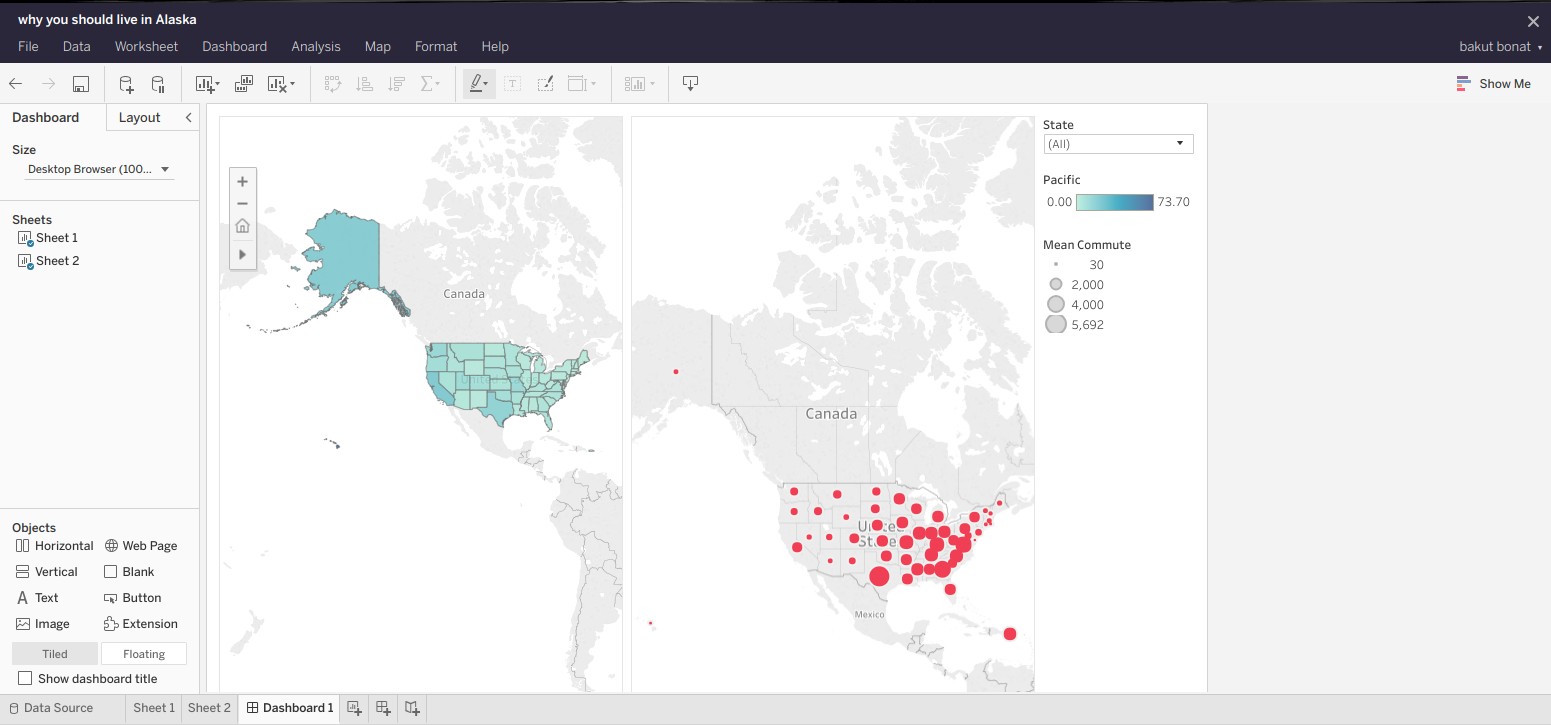 why you should live in Alaska
File Data Worksheet Dashboard Analysis Map Format Help
bakut bonat
Show Me
Dashboard
Layout
Size
Desktop Browser (100...
Sheets
Sheet 1
Sheet 2
Objects
Horizontal
Web Page
Vertical
Blank
Text
Button
Image
Extension
Tiled
Floating
Show dashboard title
Canada
United
Canada
United
States
Mexico
State
(All)
Pacific
0.00
73.70
Mean Commute
30
2,000
4,000
5,692
Data Source
Sheet 1
Sheet 2
Dashboard 1